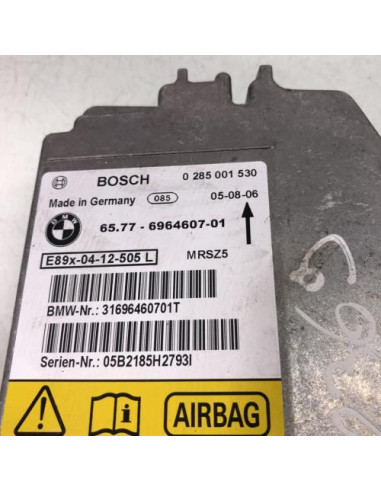 BOSCH 0 285 001 530
Made in Germany 085 05-08-06
BMW 65.77 - 6964607-01
E89x-04-12-505 L MRSZ5
BMW-Nr.: 31696460701T
Serien-Nr.: 05B2185H2793I
AIRBAG